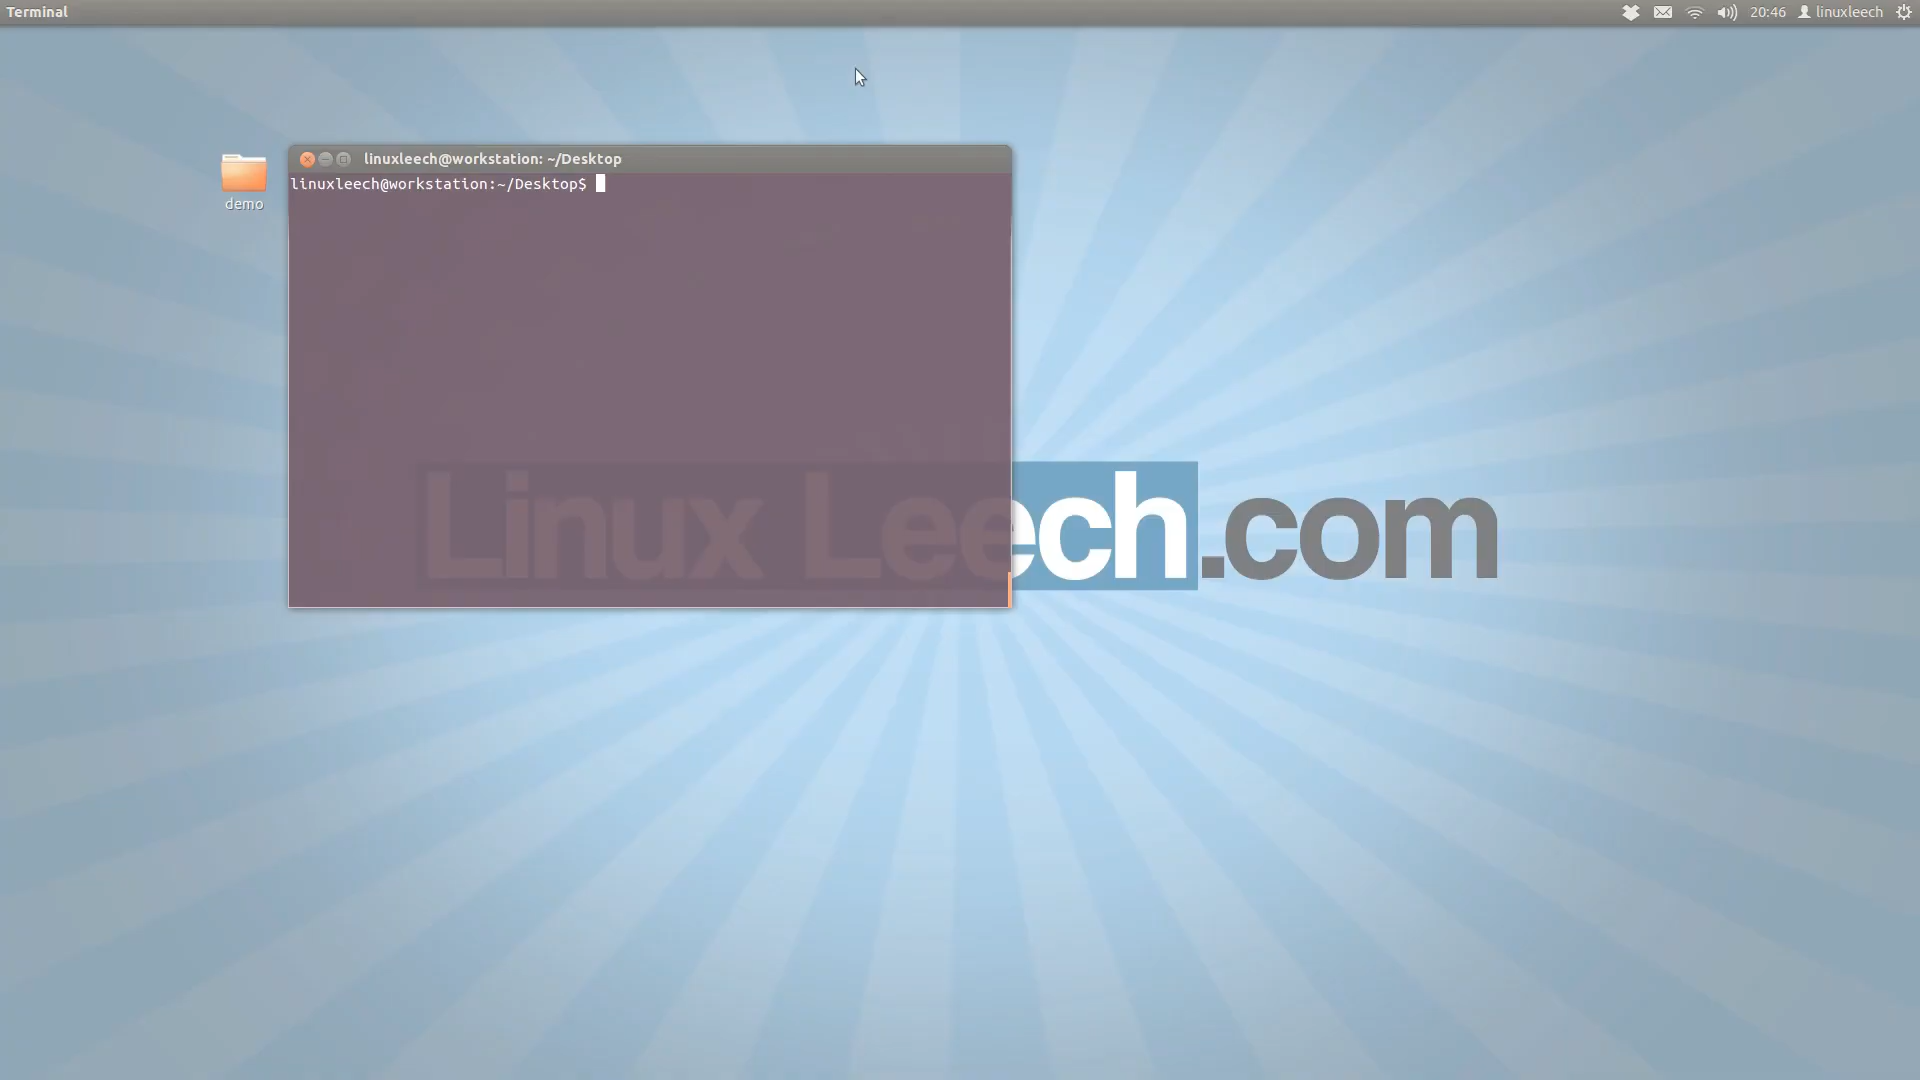 Terminal
20:46 linuxleech
linuxleech@workstation: ~/Desktop
linuxleech@workstation:~/Desktop$
demo
Linux Leech.com